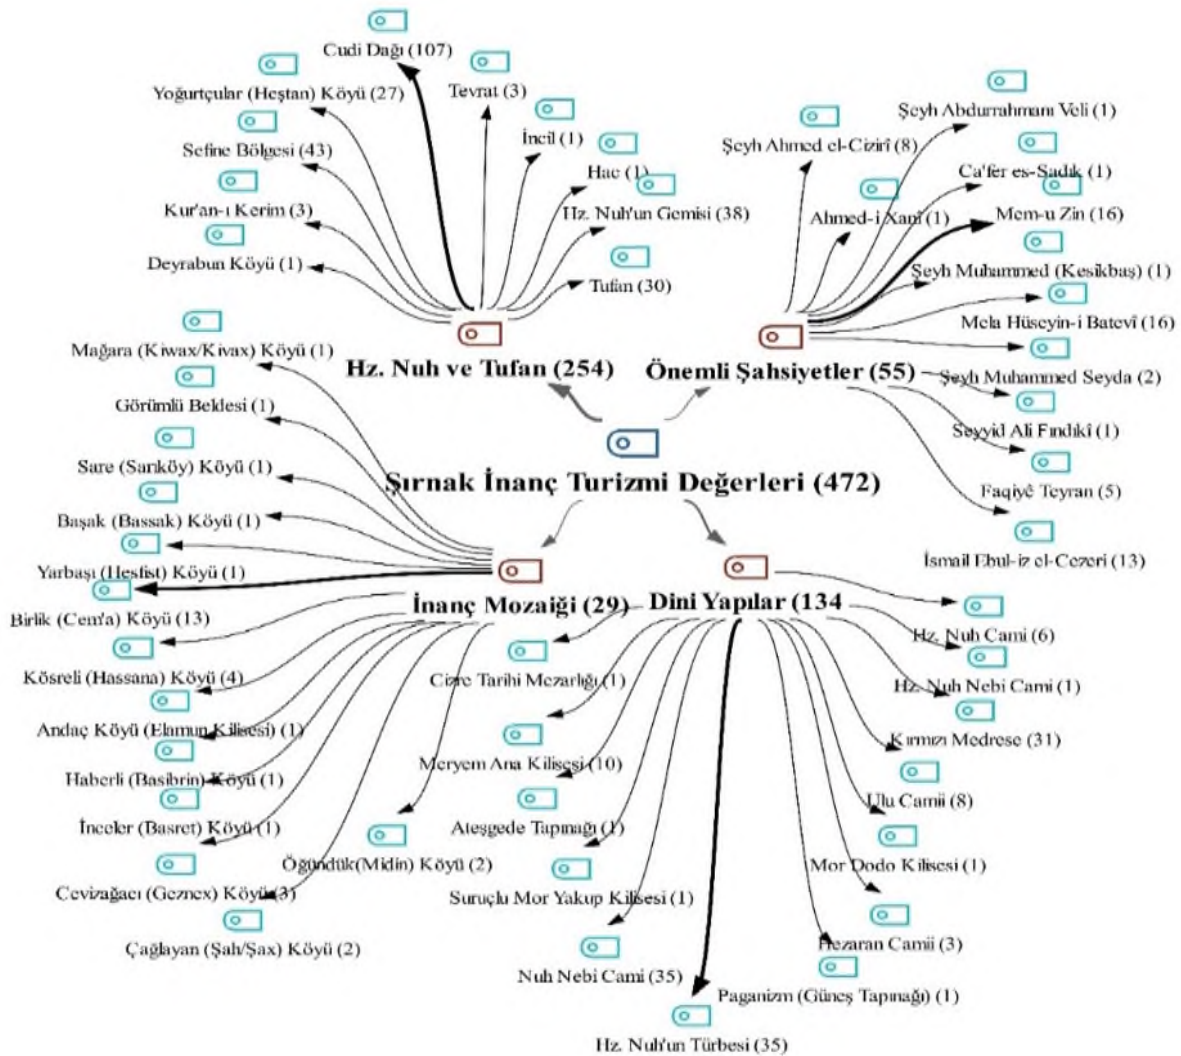 Cudi Dağı (107)
Yoğurtçular (Heştan) Köyü (27)
Tevrat (3)
Sefine Bölgesi (43)
İncil (1)
Kur'an-ı Kerim (3)
Hac (1)
Deyrabun Köyü (1)
Hz. Nuh'un Gemisi (38)
Tufan (30)
Hz. Nuh ve Tufan (254)
Şeyh Abdurrahmanı Veli (1)
Şeyh Ahmed el-Cizirî (8)
Ca'fer es-Sadık (1)
Ahmed-i Xanî (1)
Mem-u Zin (16)
Şeyh Muhammed (Kesikbaş) (1)
Mela Hüseyin-i Batevî (16)
Önemli Şahsiyetler (55)
Şeyh Muhammed Seyda (2)
Seyyid Ali Fındıkî (1)
Faqiyê Teyran (5)
İsmail Ebul-iz el-Cezeri (13)
Şırnak İnanç Turizmi Değerleri (472)
Mağara (Kiwax/Kivax) Köyü (1)
Görümlü Beldesi (1)
Sare (Sarıköy) Köyü (1)
Başak (Bassak) Köyü (1)
Yarbaşı (Hesfist) Köyü (1)
Birlik (Cem'a) Köyü (13)
Kösreli (Hassana) Köyü (4)
Andaç Köyü (Elamun Kilisesi) (1)
Haberli (Basibrin) Köyü (1)
İnceler (Basret) Köyü (1)
Cevizağacı (Geznex) Köyü (3)
Çağlayan (Şah/Şax) Köyü (2)
Öğündük(Midin) Köyü (2)
İnanç Mozaiği (29)
Dini Yapılar (134
Cizre Tarihi Mezarlığı (1)
Meryem Ana Kilisesi (10)
Ateşgede Tapınağı (1)
Suruçlu Mor Yakup Kilisesi (1)
Nuh Nebi Cami (35)
Hz. Nuh'un Türbesi (35)
Hz. Nuh Cami (6)
Hz. Nuh Nebi Cami (1)
Kırmızı Medrese (31)
Ulu Camii (8)
Mor Dodo Kilisesi (1)
Hezaran Camii (3)
Paganizm (Güneş Tapınağı) (1)